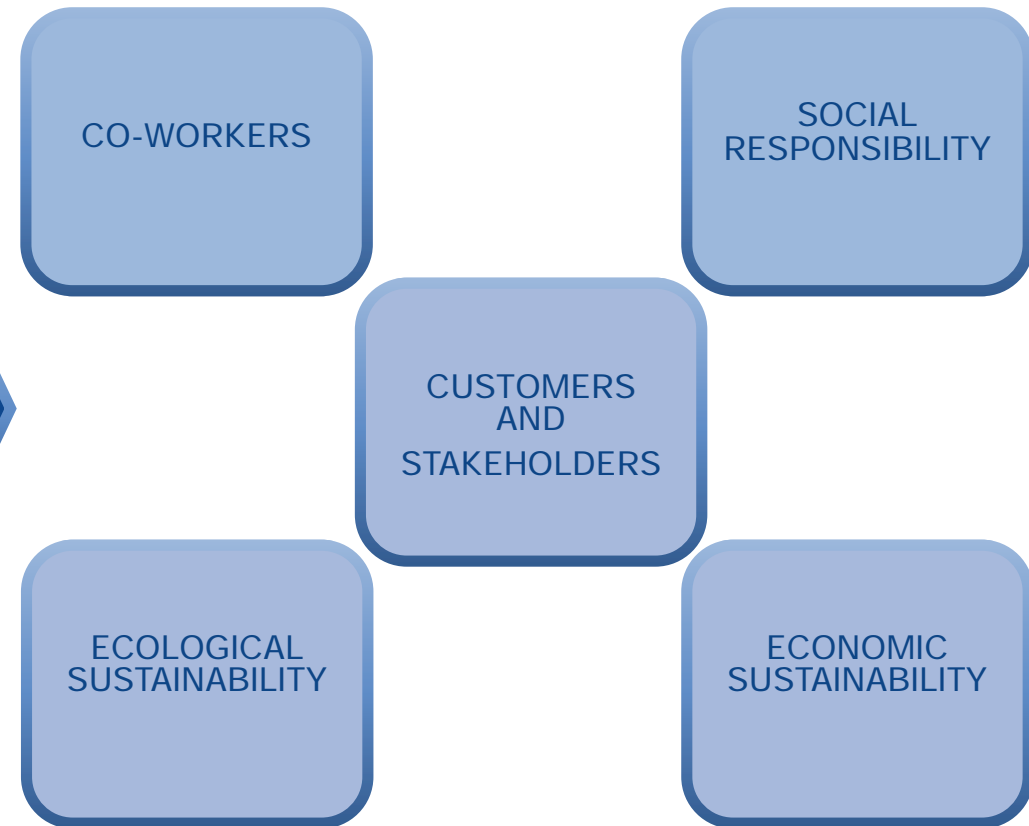 CO-WORKERS
SOCIAL
RESPONSIBILITY
CUSTOMERS
AND
STAKEHOLDERS
ECOLOGICAL
SUSTAINABILITY
ECONOMIC
SUSTAINABILITY